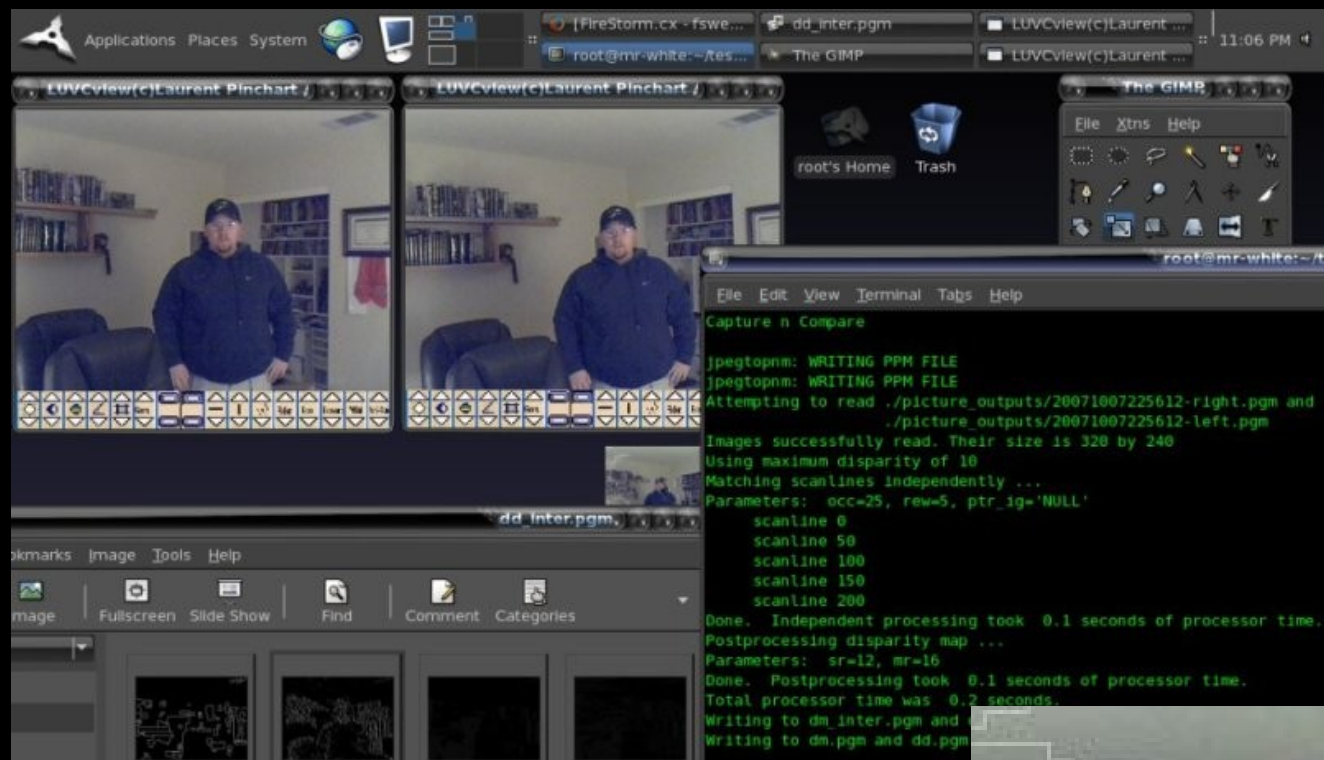 Applications Places System
[FireStorm.cx - fswe...
dd_inter.pgm
LUVCview(c)Laurent ...
root@mr-white:~/tes...
The GIMP
LUVCview(c)Laurent ...
11:06 PM
LUVCview(c)Laurent Pinchart
LUVCview(c)Laurent Pinchart
root's Home
Trash
The GIMP
File Xtns Help
root@mr-white:~/t
File Edit View Terminal Tabs Help
Capture n Compare
jpegtopnm: WRITING PPM FILE
jpegtopnm: WRITING PPM FILE
Attempting to read ./picture_outputs/20071007225612-right.pgm and
./picture_outputs/20071007225612-left.pgm
Images successfully read. Their size is 320 by 240
Using maximum disparity of 10
Matching scanlines independently ...
Parameters: occ=25, rew=5, ptr_ig='NULL'
scanline 0
scanline 50
scanline 100
scanline 150
scanline 200
Done. Independent processing took 0.1 seconds of processor time.
Postprocessing disparity map ...
Parameters: sr=12, mr=16
Done. Postprocessing took 0.1 seconds of processor time.
Total processor time was 0.2 seconds.
Writing to dm_inter.pgm and
Writing to dm.pgm and dd.pgm
dd_inter.pgm
okmarks Image Tools Help
mage Fullscreen Slide Show Find Comment Categories